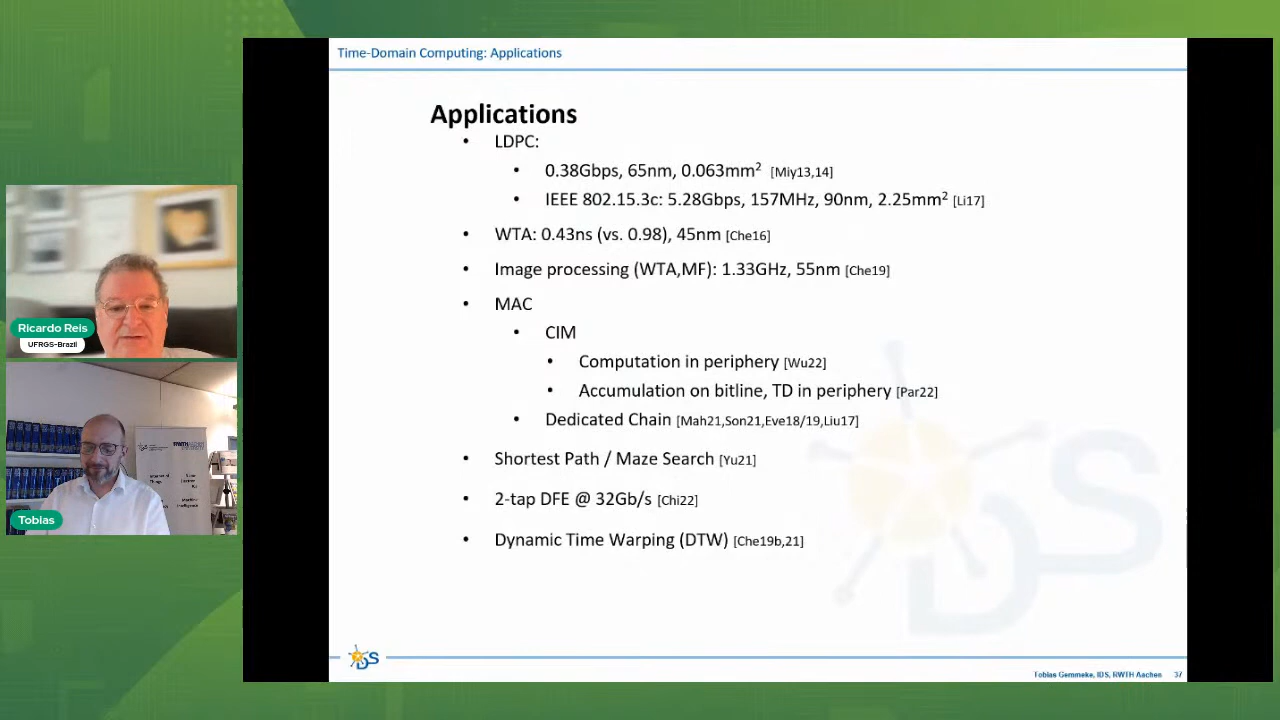 Time-Domain Computing: Applications
Applications
• LDPC:
• 0.38Gbps, 65nm, 0.063mm² [Miy13,14]
• IEEE 802.15.3c: 5.28Gbps, 157MHz, 90nm, 2.25mm² [Li17]
• WTA: 0.43ns (vs. 0.98), 45nm [Che16]
• Image processing (WTA,MF): 1.33GHz, 55nm [Che19]
• MAC
• CIM
• Computation in periphery [Wu22]
• Accumulation on bitline, TD in periphery [Par22]
• Dedicated Chain [Mah21,Son21,Eve18/19,Liu17]
• Shortest Path / Maze Search [Yu21]
• 2-tap DFE @ 32Gb/s [Chi22]
• Dynamic Time Warping (DTW) [Che19b,21]
IDS
Tobias Gemmeke, IDS, RWTH Aachen 37
Ricardo Reis
UFRGS-Brazil
RWTH
Tobias